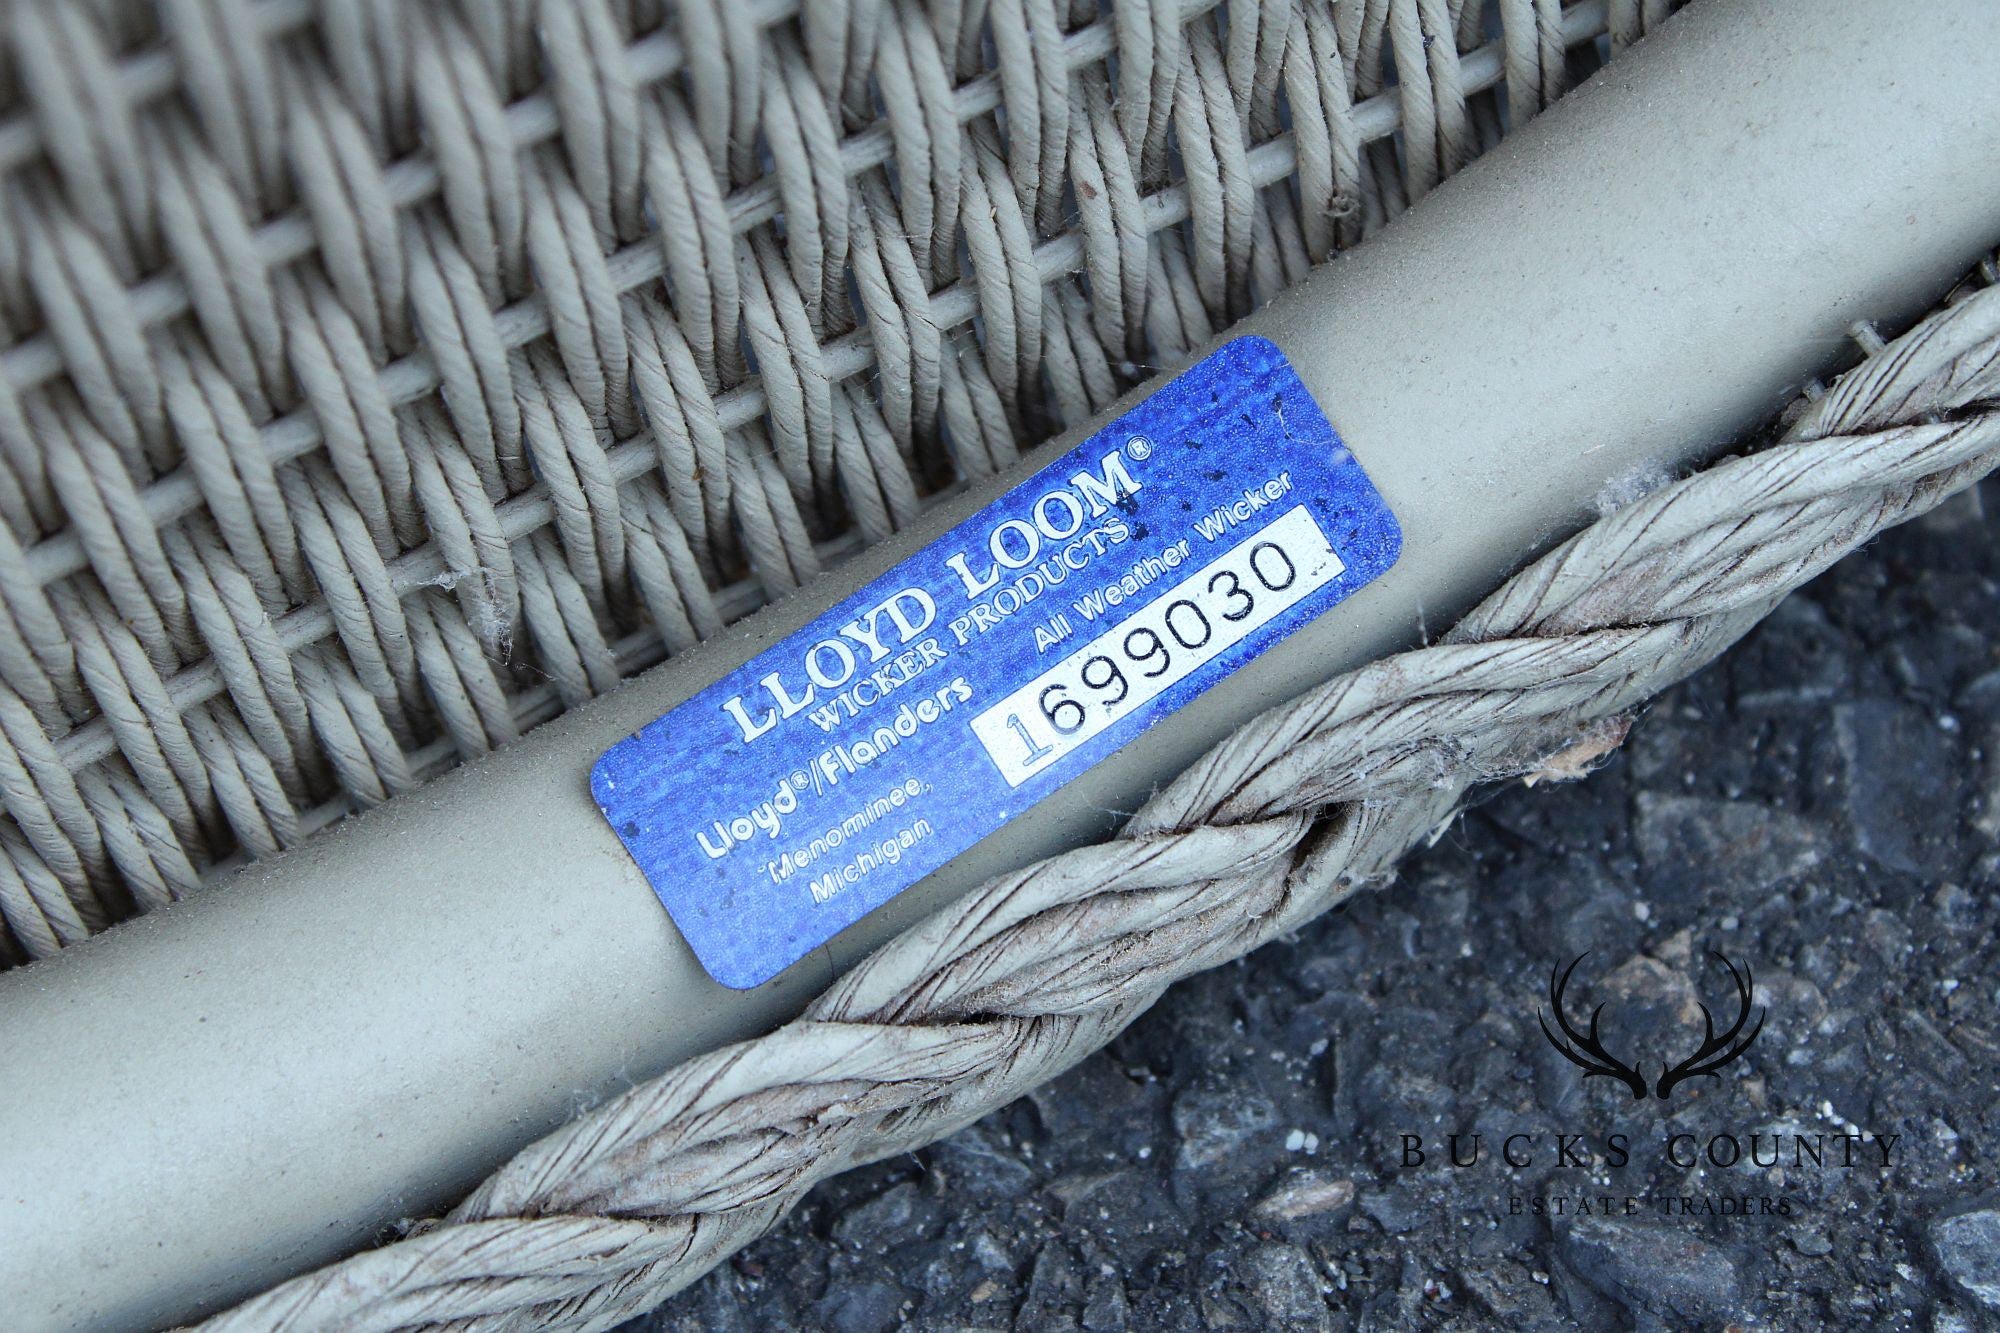 LLOYD LOOM®
WICKER PRODUCTS
Lloyd®/Flanders
All Weather Wicker
Menominee,
Michigan
1699030
BUCKS COUNTY
ESTATE TRADERS